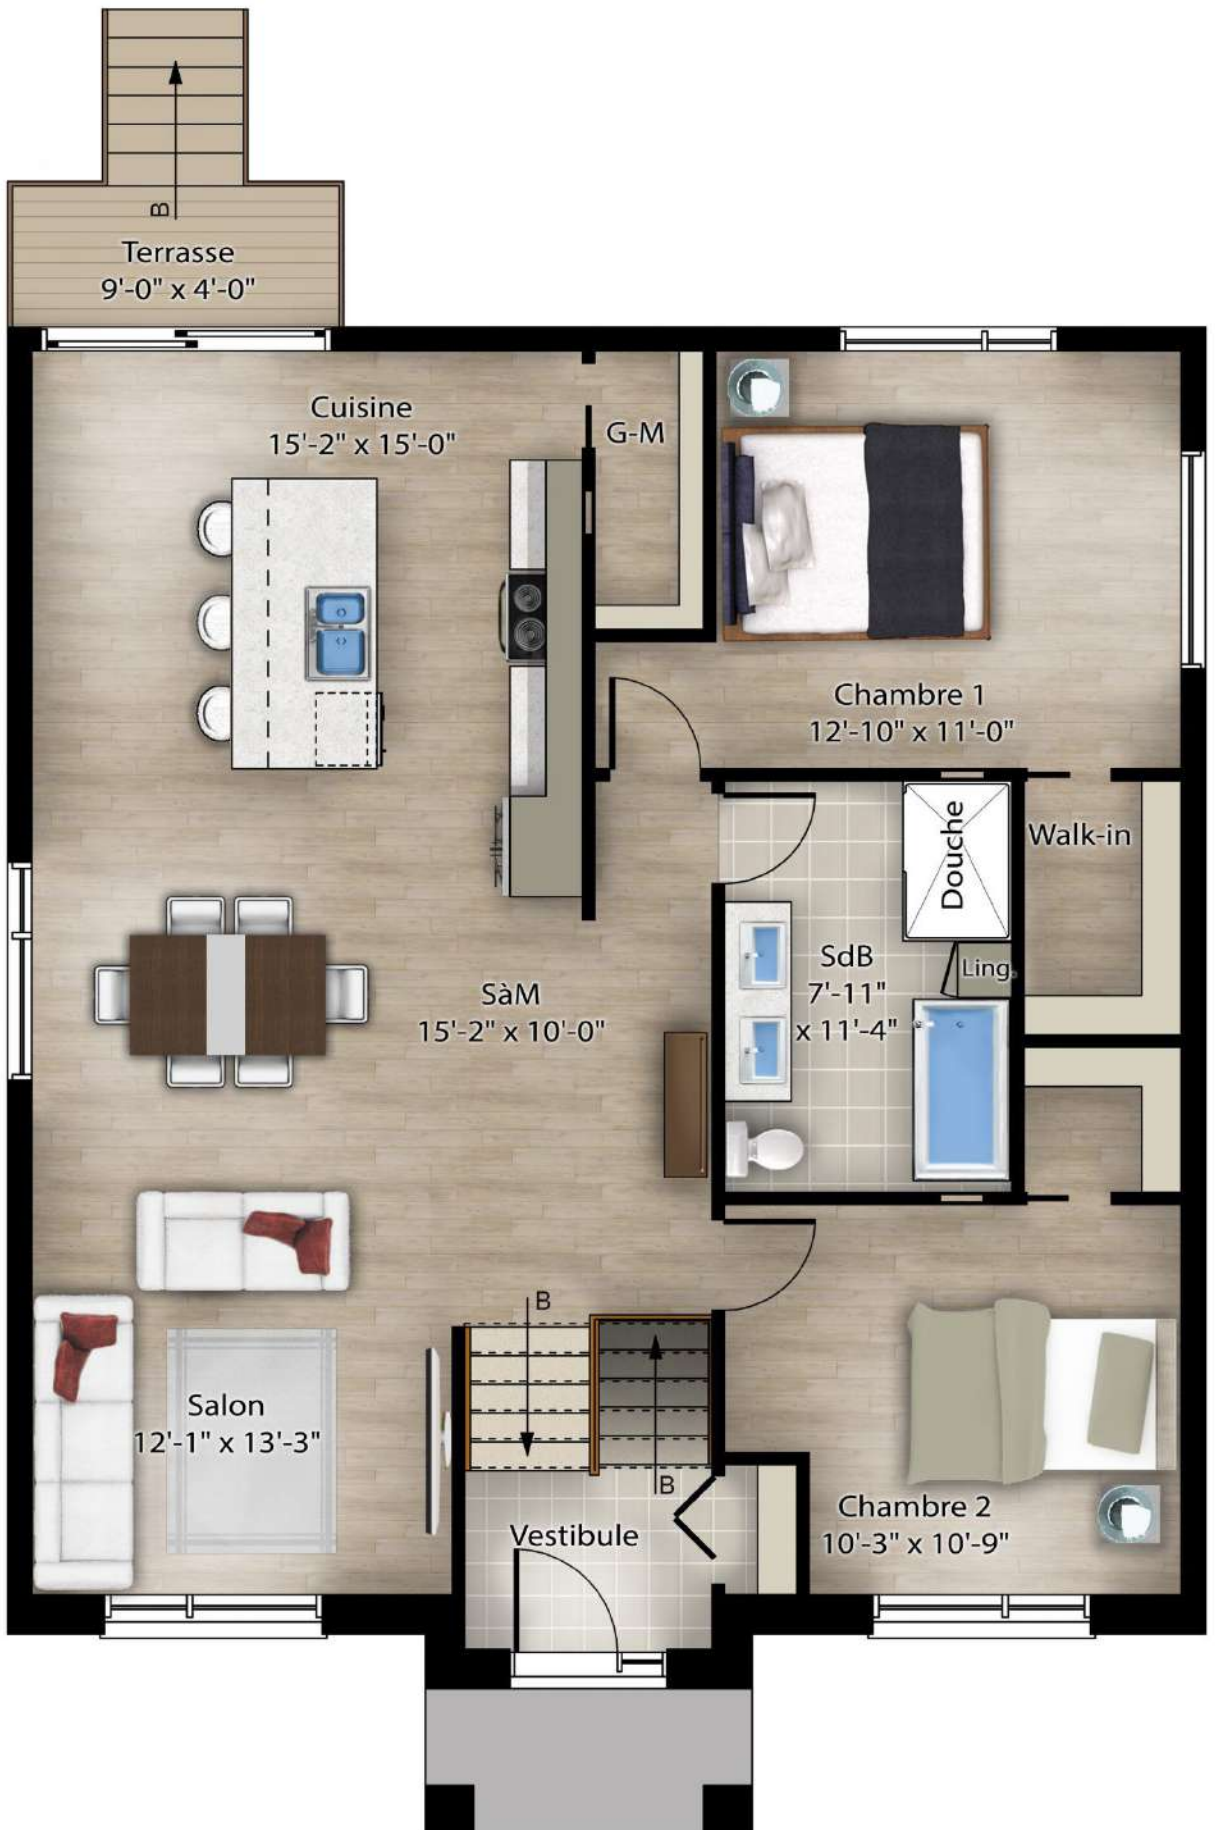 B
Terrasse
9'-0" x 4'-0"
Cuisine
15'-2" x 15'-0"
G-M
Chambre 1
12'-10" x 11'-0"
Douche
Walk-in
SdB
7'-11"
x 11'-4"
Ling.
SàM
15'-2" x 10'-0"
B
Salon
12'-1" x 13'-3"
B
Vestibule
Chambre 2
10'-3" x 10'-9"